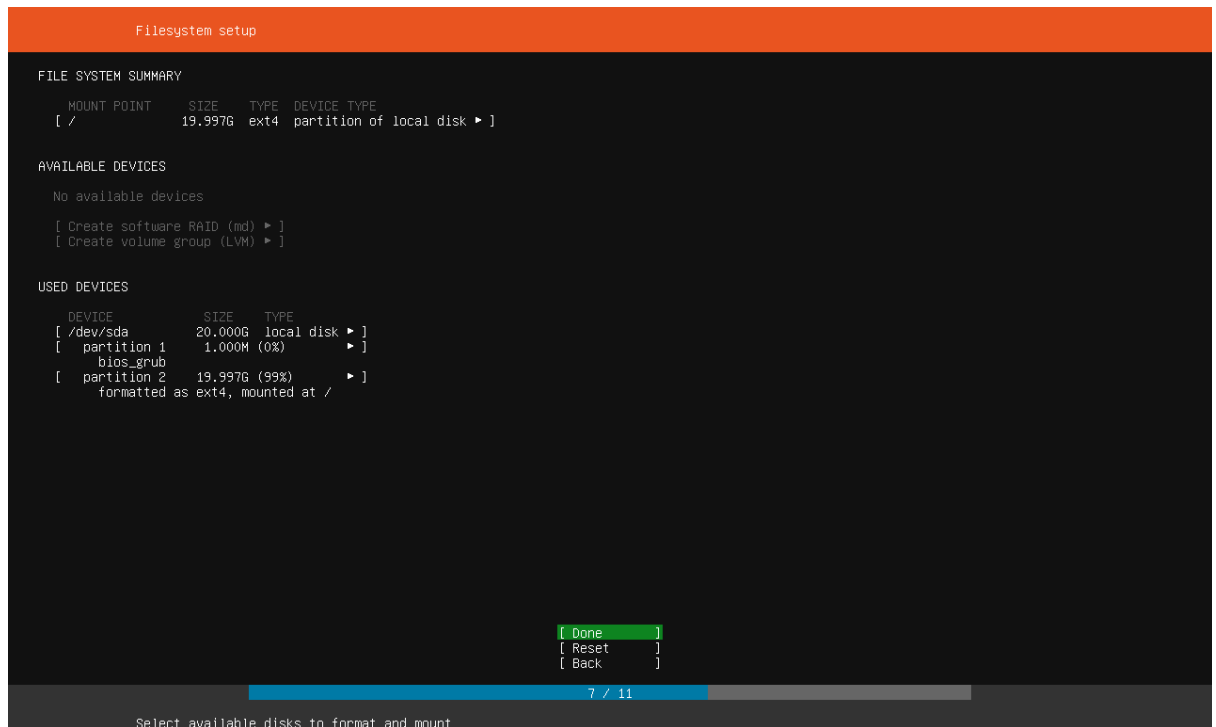 Filesystem setup
FILE SYSTEM SUMMARY
MOUNT POINT SIZE TYPE DEVICE TYPE
[ / 19.997G ext4 partition of local disk ▸ ]
AVAILABLE DEVICES
No available devices
[ Create software RAID (md) ▸ ]
[ Create volume group (LVM) ▸ ]
USED DEVICES
DEVICE SIZE TYPE
[ /dev/sda 20.000G local disk ▸ ]
[ partition 1 1.000M (0%) ▸ ]
bios_grub
[ partition 2 19.997G (99%) ▸ ]
formatted as ext4, mounted at /
[ Done ]
[ Reset ]
[ Back ]
7 / 11
Select available disks to format and mount